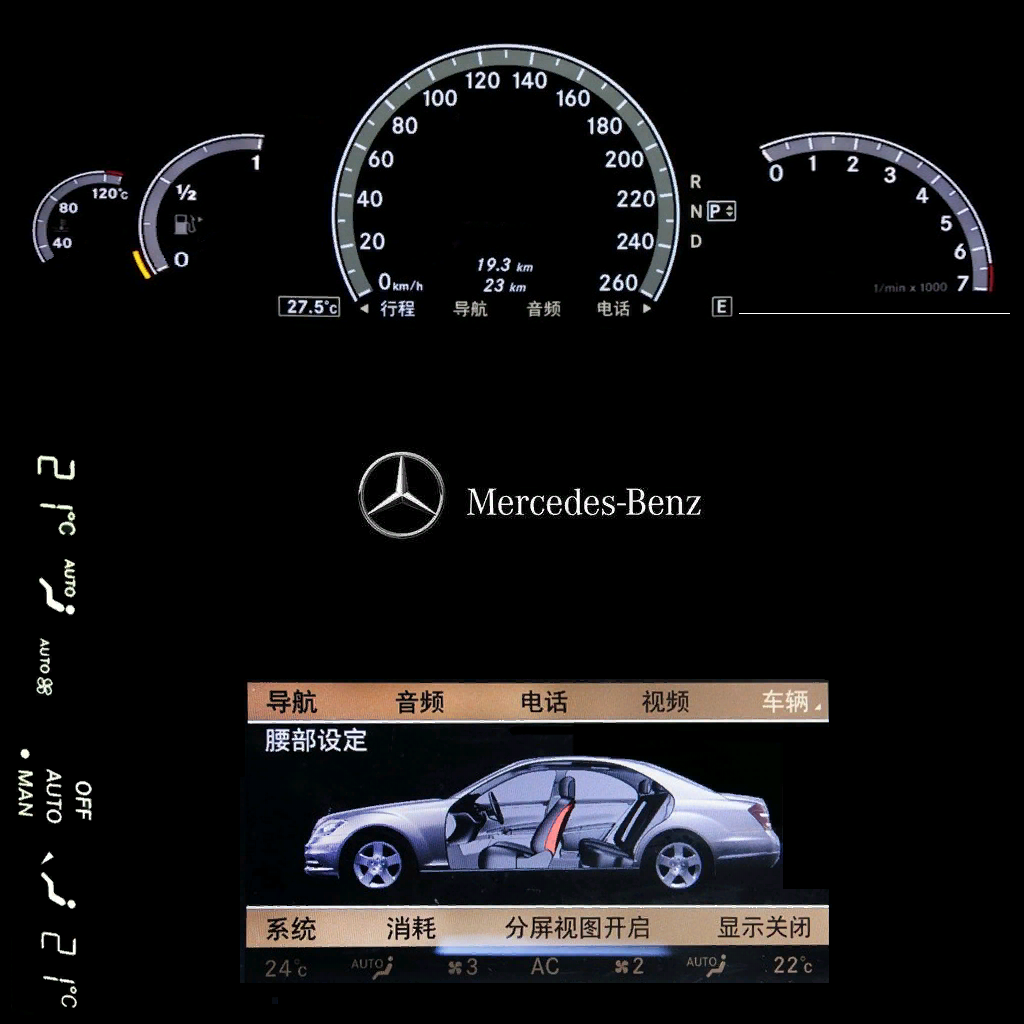 120 140
100 160
80 180
60 200
40 220
20 240
0 km/h 260
19.3 km
23 km
120°c
80
40
1
1/2
0
R
N P
D
0 1 2 3 4 5 6 7
1/min x 1000
27.5°c
行程 导航 音频 电话
E
Mercedes-Benz
21°C
AUTO
AUTO
OFF
AUTO
MAN
21°C
导航 音频 电话 视频 车辆
腰部设定
系统 消耗 分屏视图开启 显示关闭
24°c AUTO 3 AC 2 AUTO 22°c